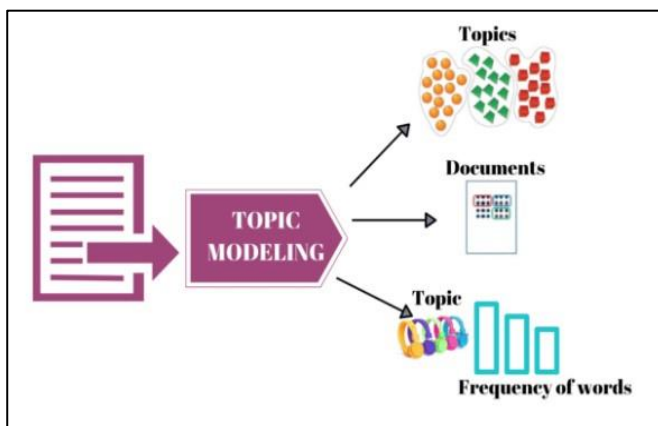 Topics
Documents
TOPIC
MODELING
Topic
Frequency of words